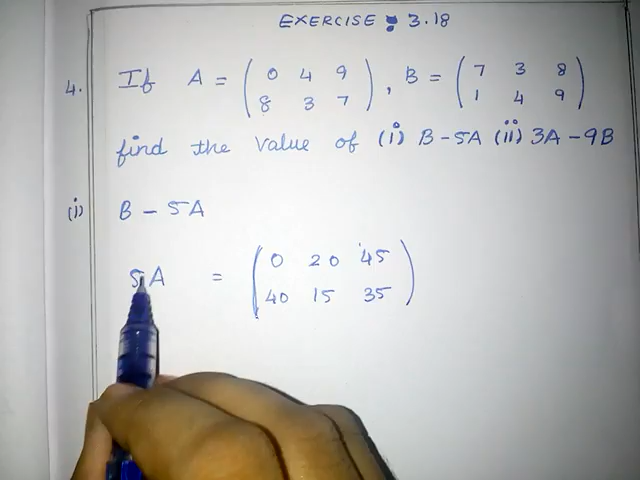 EXERCISE : 3.18
4. If A = ( 0 4 9 ) , B = ( 7 3 8 )
8 3 7 1 4 9
find the value of (i) B - 5A (ii) 3A - 9B
(i) B - 5A
5A = ( 0 20 45 )
40 15 35